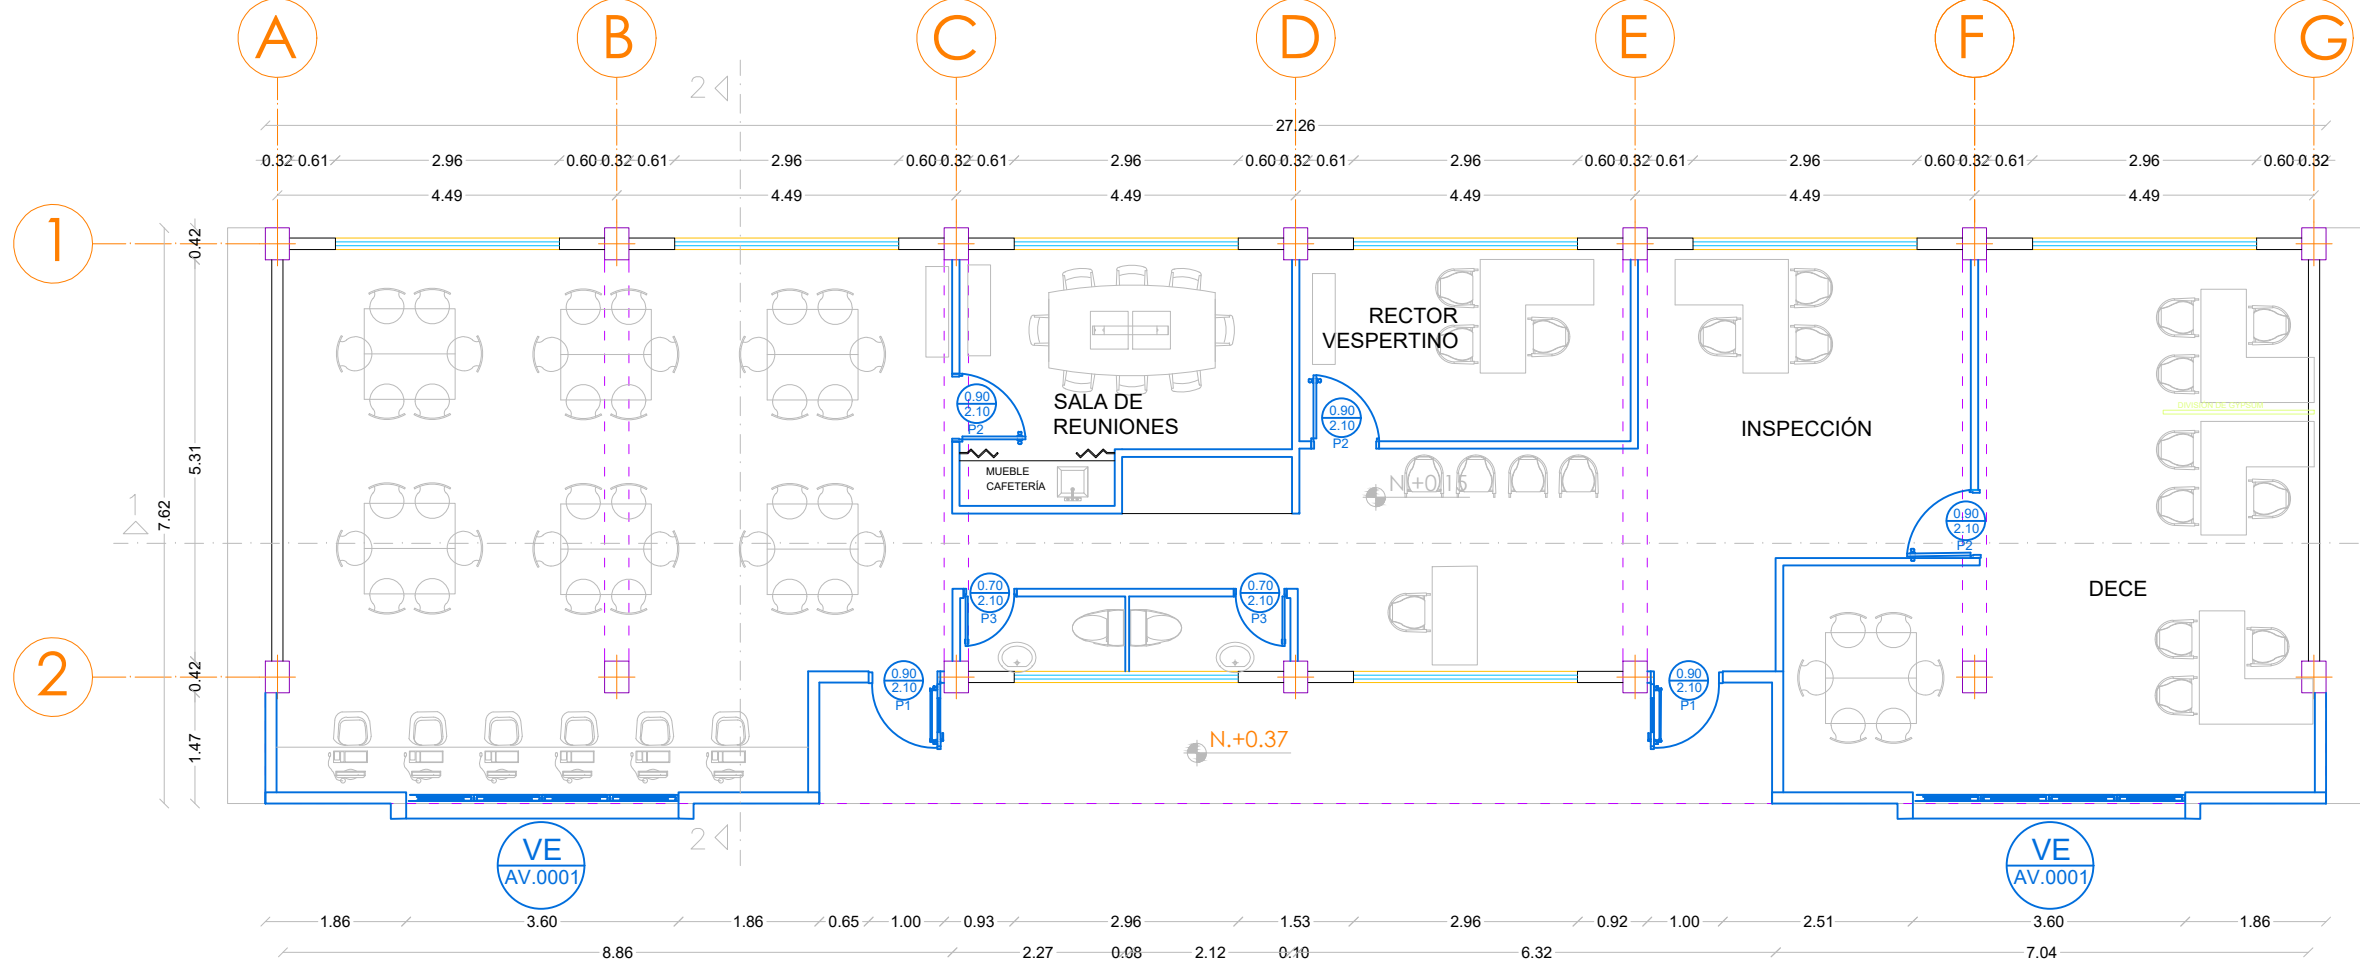 A B C D E F G
2
27.26
0.32 0.61 2.96 0.60 0.32 0.61 2.96 0.60 0.32 0.61 2.96 0.60 0.32 0.61 2.96 0.60 0.32 0.61 2.96 0.60 0.32 0.61 2.96 0.60 0.32
4.49 4.49 4.49 4.49 4.49 4.49
1
0.42
5.31
7.62
1
2
0.42
1.47
RECTOR
VESPERTINO
SALA DE
REUNIONES
INSPECCIÓN
0.90
2.10
P2
0.90
2.10
P2
MUEBLE
CAFETERÍA
N.+0.15
0.90
2.10
P2
DECE
0.70
2.10
P3
0.70
2.10
P3
0.90
2.10
P1
0.90
2.10
P1
N.+0.37
2
VE
AV.0001
VE
AV.0001
1.86 3.60 1.86 0.65 1.00 0.93 2.96 1.53 2.96 0.92 1.00 2.51 3.60 1.86
8.86 2.27 0.08 2.12 0.10 6.32 7.04